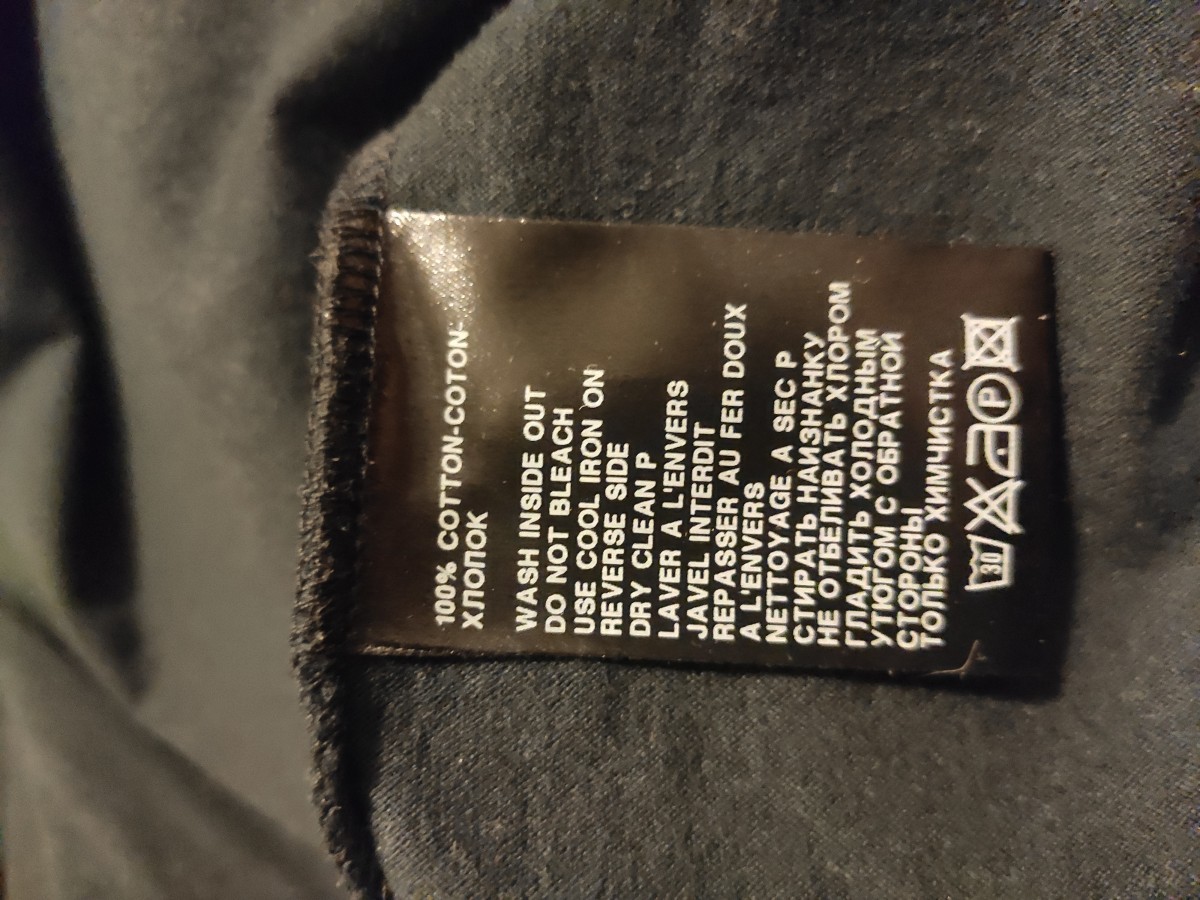 100% COTTON-COTON-
ХЛОПОК
WASH INSIDE OUT
DO NOT BLEACH
USE COOL IRON ON
REVERSE SIDE
DRY CLEAN P
LAVER A L'ENVERS
JAVEL INTERDIT
REPASSER AU FER DOUX
A L'ENVERS
NETTOYAGE A SEC P
СТИРАТЬ НАИЗНАНКУ
НЕ ОТБЕЛИВАТЬ ХЛОРОМ
ГЛАДИТЬ ХОЛОДНЫМ
УТЮГОМ С ОБРАТНОЙ
СТОРОНЫ
ТОЛЬКО ХИМЧИСТКА
30 P